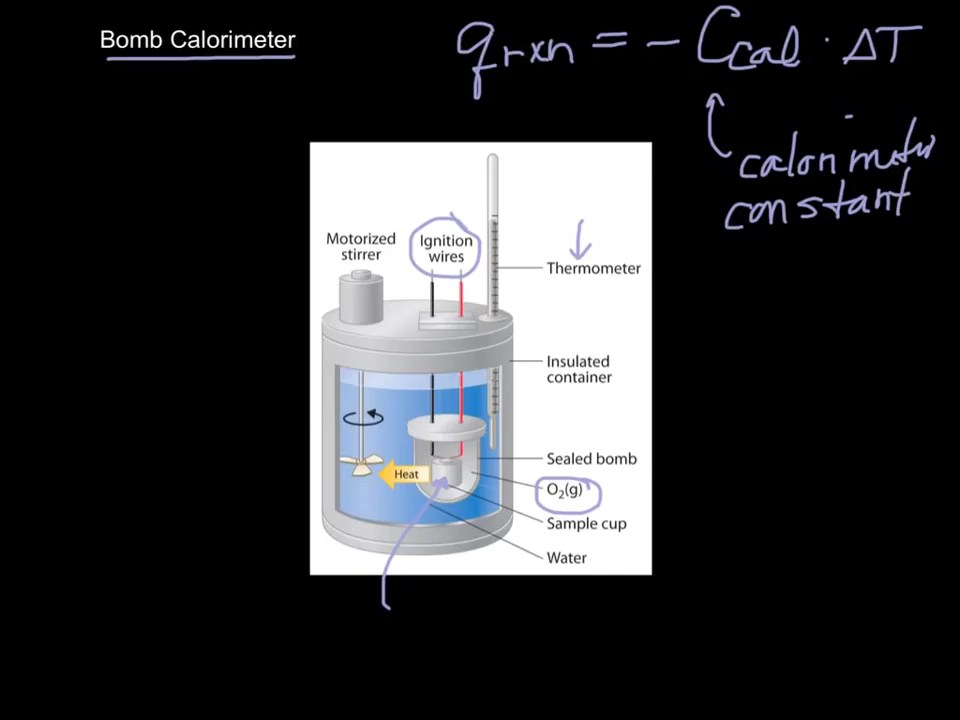 Bomb Calorimeter
qrxn = - Ccal · ΔT
calorimeter
constant
Motorized
stirrer
Ignition
wires
Thermometer
Insulated
container
Sealed bomb
Heat
O₂(g)
Sample cup
Water